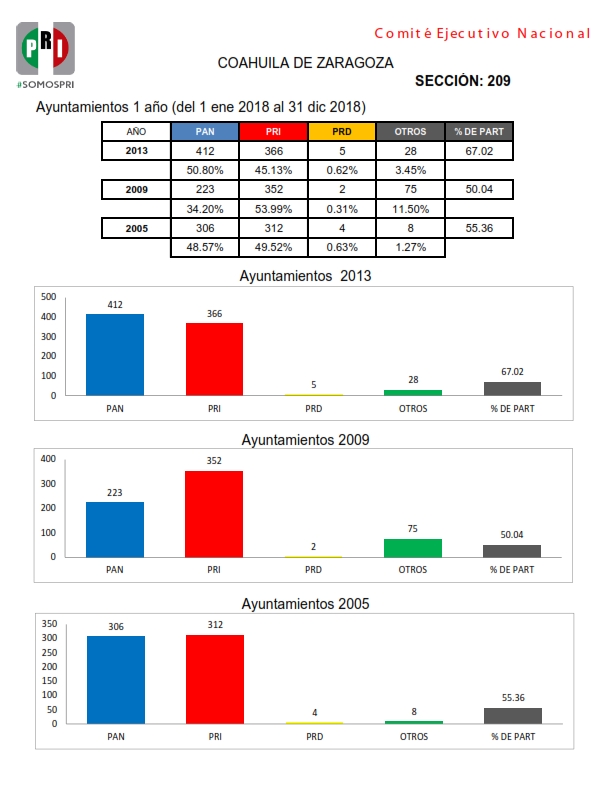 Comité Ejecutivo Nacional
PRI
#SOMOSPRI
COAHUILA DE ZARAGOZA
SECCIÓN: 209
Ayuntamientos 1 año (del 1 ene 2018 al 31 dic 2018)
AÑO PAN PRI PRD OTROS % DE PART
2013 412 366 5 28 67.02
50.80% 45.13% 0.62% 3.45%
2009 223 352 2 75 50.04
34.20% 53.99% 0.31% 11.50%
2005 306 312 4 8 55.36
48.57% 49.52% 0.63% 1.27%
Ayuntamientos 2013
500
400
300
200
100
0
412 366 5 28 67.02
PAN PRI PRD OTROS % DE PART
Ayuntamientos 2009
400
300
200
100
0
223 352 2 75 50.04
PAN PRI PRD OTROS % DE PART
Ayuntamientos 2005
350
300
250
200
150
100
50
0
306 312 4 8 55.36
PAN PRI PRD OTROS % DE PART